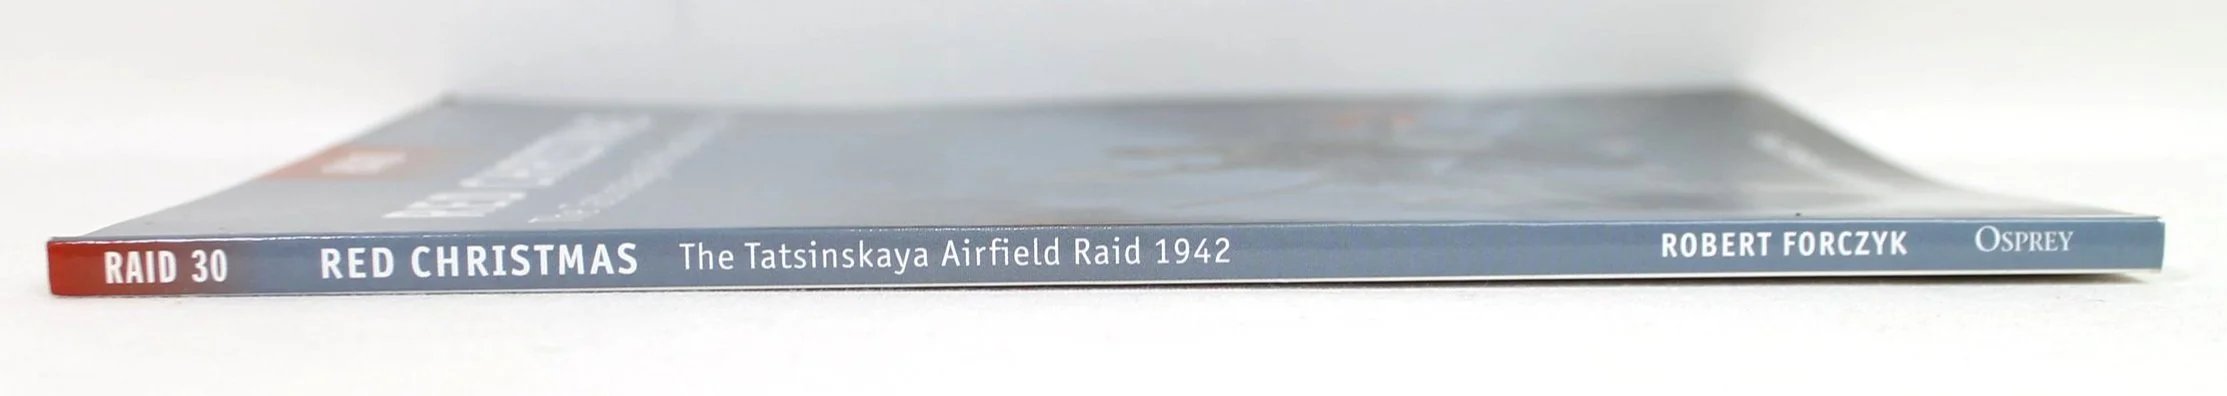 RAID 30 RED CHRISTMAS The Tatsinskaya Airfield Raid 1942 ROBERT FORCZYK OSPREY